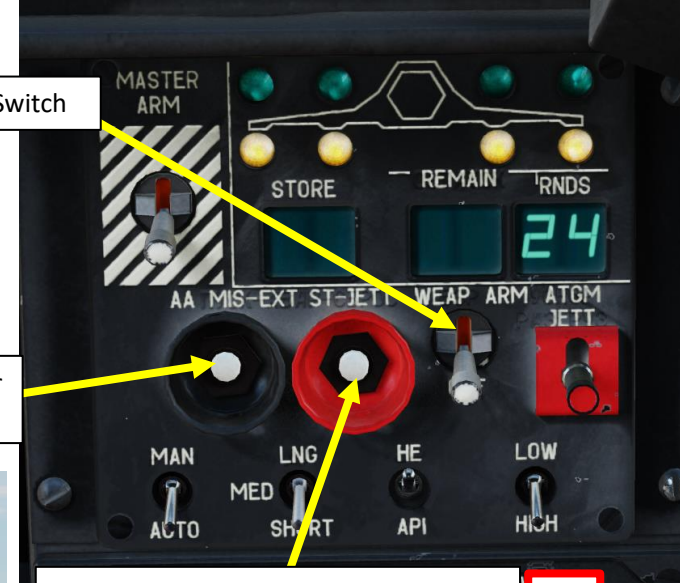 MASTER
ARM
Switch
STORE
REMAIN
RNDS
24
AA MIS-EXT ST-JETT WEAP ARM ATGM
JETT
MAN
LNG
HE
LOW
MED
ACTO
SHORT
API
HIGH